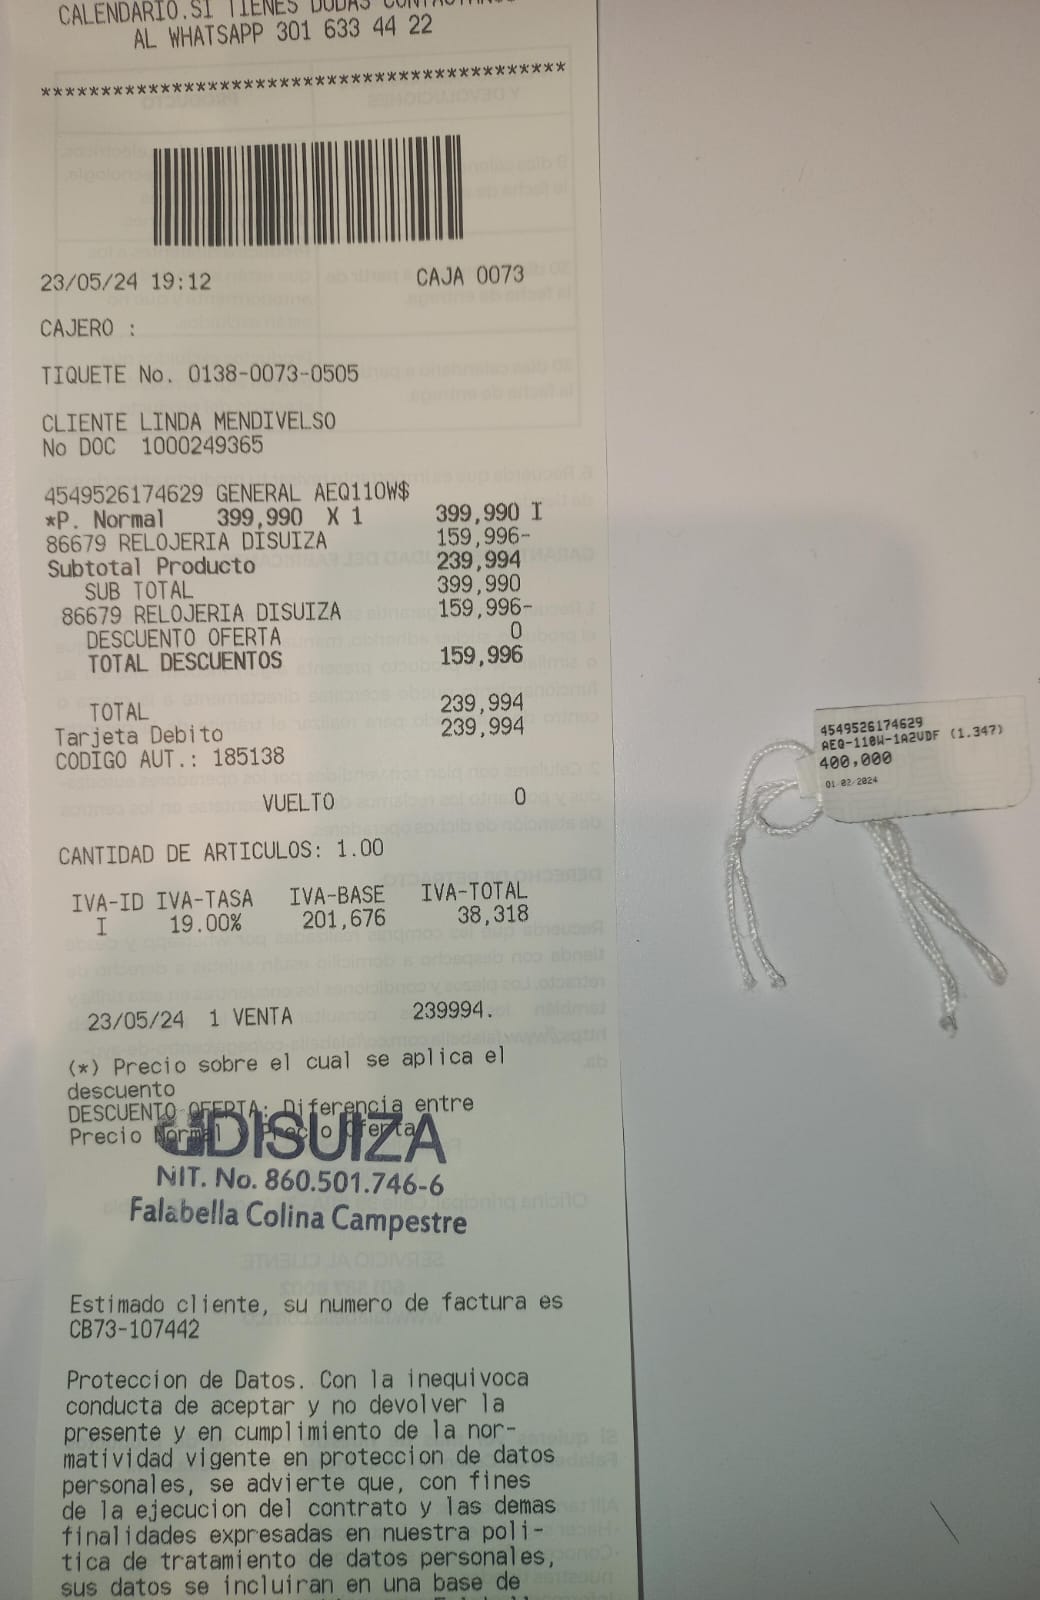 CALENDARIO.SI TIENES DUDAS CONTACTANOS
AL WHATSAPP 301 633 44 22
*******************************************
23/05/24 19:12 CAJA 0073
CAJERO :
TIQUETE No. 0138-0073-0505
CLIENTE LINDA MENDIVELSO
No DOC 1000249365
4549526174629 GENERAL AEQ110W$
*P. Normal 399,990 X 1 399,990 I
86679 RELOJERIA DISUIZA 159,996-
Subtotal Producto 239,994
SUB TOTAL 399,990
86679 RELOJERIA DISUIZA 159,996-
DESCUENTO OFERTA 0
TOTAL DESCUENTOS 159,996
TOTAL 239,994
Tarjeta Debito 239,994
CODIGO AUT.: 185138
VUELTO 0
CANTIDAD DE ARTICULOS: 1.00
IVA-ID IVA-TASA IVA-BASE IVA-TOTAL
I 19.00% 201,676 38,318
23/05/24 1 VENTA 239994.
(*) Precio sobre el cual se aplica el
descuento
DESCUENTO OFERTA: Diferencia entre
Precio Normal y Precio Oferta
DISUIZA
NIT. No. 860.501.746-6
Falabella Colina Campestre
Estimado cliente, su numero de factura es
CB73-107442
Proteccion de Datos. Con la inequivoca
conducta de aceptar y no devolver la
presente y en cumplimiento de la nor-
matividad vigente en proteccion de datos
personales, se advierte que, con fines
de la ejecucion del contrato y las demas
finalidades expresadas en nuestra poli-
tica de tratamiento de datos personales,
sus datos se incluiran en una base de
4549526174629
AEQ-110W-1A2VDF (1.347)
400,000
01-02-2024